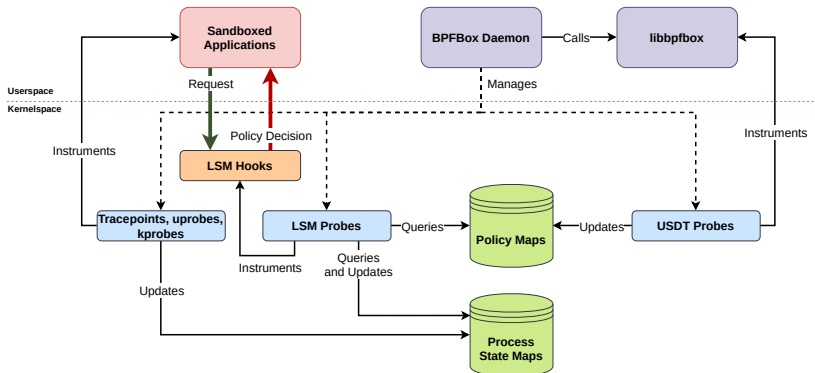 Sandboxed
Applications
BPFBox Daemon
Calls
libbpfbox
Request
Manages
Userspace
Kernelspace
Policy Decision
Instruments
Instruments
LSM Hooks
Tracepoints, uprobes,
kprobes
LSM Probes
Queries
Policy Maps
Updates
USDT Probes
Instruments
Queries
and Updates
Updates
Process
State Maps